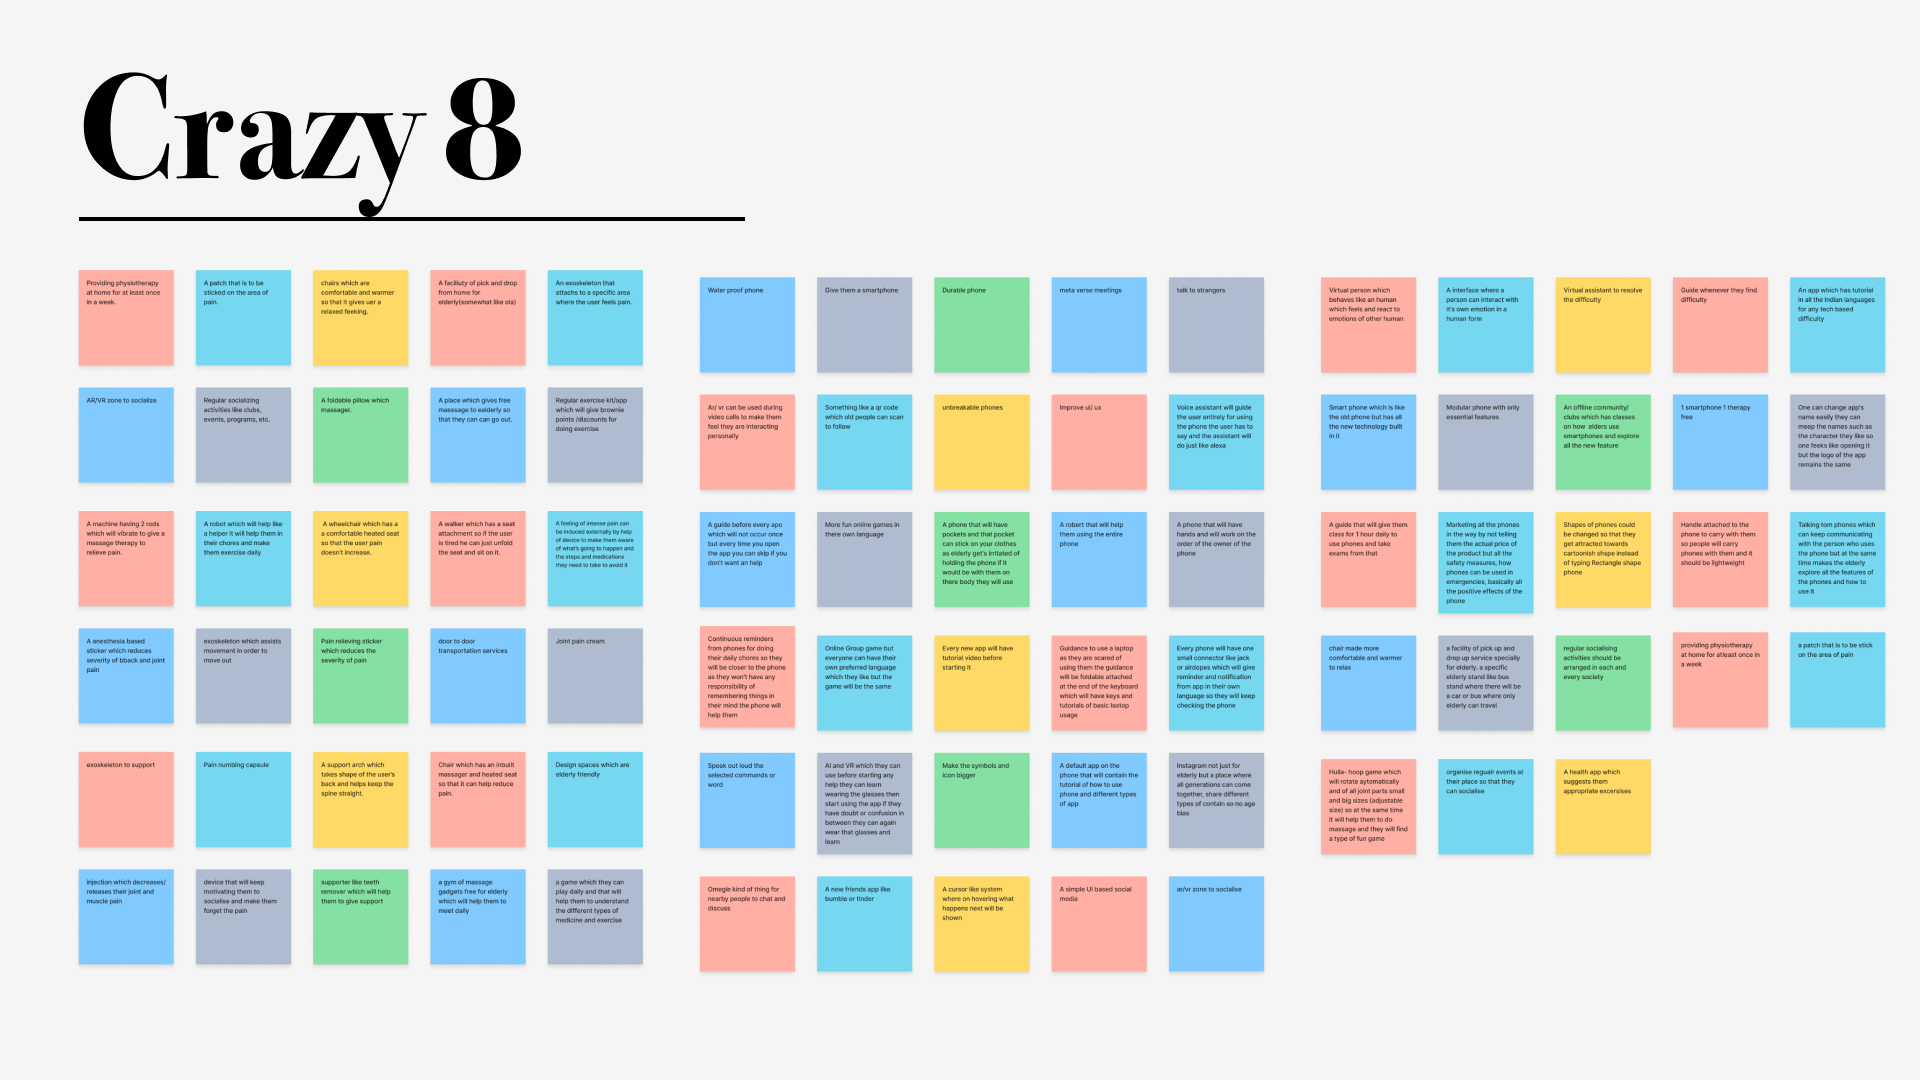 Crazy 8
Providing physiotherapy
at home for at least once
in a week.
A patch that is to be
sticked on the area of
pain.
chairs which are
comfortable and warmer
so that it gives uer a
relaxed feeking.
A facilluty of pick and drop
from home for
elderly(somewhat like ola)
An exoskeleton that
attachs to a specific area
where the user feels pain.
AR/VR zone to socialize
Regular socializing
activities like clubs,
events, programs, etc.
A foldable pillow which
massager.
A place which gives free
masssage to ealderly so
that they can can go out.
Regular exercise kit/app
which will give brownie
points /discounts for
doing exercise
A machine having 2 rods
which will vibrate to give a
massage therapy to
relieve pain.
A robot which will help like
a helper it will help them in
their chores and make
them exercise daily
A wheelchair which has a
comfortable heated seat
so that the user pain
doesn't increase.
A walker which has a seat
attachment so if the user
is tired he can just unfold
the seat and sit on it.
A feeling of intense pain can
be induced externally by help
of device to make them aware
of what's going to happen and
the steps and medications
they need to take to avoid it
A anesthesia based
sticker which reduces
severity of bback and joint
pain
exoskeleton which assists
movement in order to
move out
Pain relieving sticker
which reduces the
severity of pain
door to door
transportation services
Joint pain cream
exoskeleton to support
Pain numbing capsule
A support arch which
takes shape of the user's
back and helps keep the
spine straight.
Chair which has an inbuilt
massager and heated seat
so that it can help reduce
pain.
Design spaces which are
elderly friendly
injection which decreases/
releases their joint and
muscle pain
device that will keep
motivating them to
socialise and make them
forget the pain
supporter like teeth
remover which will help
them to give support
a gym of massage
gadgets free for elderly
which will help them to
meet daily
a game which they can
play daily and that will
help them to understand
the different types of
medicine and exercise
Water proof phone
Give them a smartphone
Durable phone
meta verse meetings
talk to strangers
Ar/ vr can be used during
video calls to make them
feel they are interacting
personally
Something like a qr code
which old people can scan
to follow
unbreakable phones
Improve ui/ ux
Voice assistant will guide
the user entirely for using
the phone the user has to
say and the assistant will
do just like alexa
A guide before every apo
which will not occur once
but every time you open
the app you can skip if you
don't want an help
More fun online games in
there own language
A phone that will have
pockets and that pocket
can stick on your clothes
as elderly get's irritated of
holding the phone if it
would be with them on
there body they will use
A robert that will help
them using the entire
phone
A phone that will have
hands and will work on the
order of the owner of the
phone
Continuous reminders
from phones for doing
their daily chores so they
will be closer to the phone
as they won't have any
responsibility of
remembering things in
their mind the phone will
help them
Online Group game but
everyone can have their
own preferred language
which they like but the
game will be the same
Every new app will have
tutorial video before
starting it
Guidance to use a laptop
as they are scared of
using them the guidance
will be foldable attached
at the end of the keyboard
which will have keys and
tutorials of basic lsotop
usage
Every phone will have one
small connector like jack
or airdopes which will give
reminder and notification
from app in their own
language so they will keep
checking the phone
Speak out loud the
selected commands or
word
AI and VR which they can
use before starting any
help they can learn
wearing the glasses then
start using the app if they
have doubt or confusion in
between they can again
wear that glasses and
learn
Make the symbols and
icon bigger
A default app on the
phone that will contain the
tutorial of how to use
phone and different types
of app
Instagram not just for
elderly but a place where
all generations can come
together, share different
types of contain so no age
bias
Omegle kind of thing for
nearby people to chat and
discuss
A new friends app like
bumble or tinder
A cursor like system
where on hovering what
happens next will be
shown
A simple UI based social
media
ar/vr zone to socialise
Virtual person which
behaves like an human
which feels and react to
emotions of other human
A interface where a
person can interact with
it's own emotion in a
human form
Virtual assistant to resolve
the difficulty
Guide whenever they find
difficulty
An app which has tutorial
in all the Indian languages
for any tech based
difficulty
Smart phone which is like
the old phone but has all
the new technology built
in it
Modular phone with only
essential features
An offline community/
clubs which has classes
on how  elders use
smartphones and explore
all the new feature
1 smartphone 1 therapy
free
One can change app's
name easily they can
meep the names such as
the character they like so
one feeks like opening it
but the logo of the app
remains the same
A guide that will give them
class for 1 hour daily to
use phones and take
exams from that
Marketing all the phones
in the way by not telling
them the actual price of
the product but all the
safety measures, how
phones can be used in
emergencies, basically all
the positive effects of the
phone
Shapes of phones could
be changed so that they
get attracted towards
cartoonish shspe instead
of typing Rectangle shape
phone
Handle attached to the
phone to carry with them
so people will carry
phones with them and it
should be lightweight
Talking tom phones which
can keep communicating
with the person who uses
the phone but at the same
time makes the elderly
explore all the features of
the phones and how to
use it
chair made more
comfortable and warmer
to relax
a facility of pick up and
drop up service specially
for elderly. a specific
elderly stand like bus
stand where there will be
a car or bus where only
elderly can travel
regular socialising
activities should be
arranged in each and
every society
providing physiotherapy
at home for atleast once in
a week
a patch that is to be stick
on the area of pain
Hulla- hoop game which
will rotate aytomatically
and of all joint parts small
and big sizes (adjustable
size) so at the same time
it will help them to do
massage and they will find
a type of fun game
organise regualr events at
their place so that they
can socialise
A health app which
suggests them
appropriate excersises